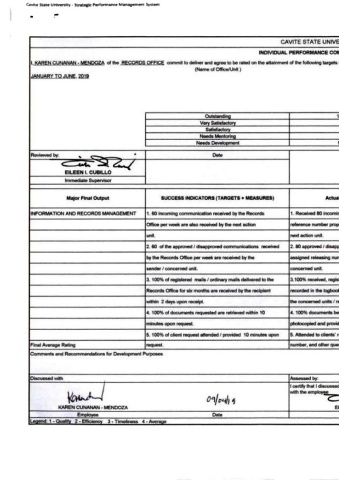 Cavite State University - Strategic Performance Management System
CAVITE STATE UNIVE
INDIVIDUAL PERFORMANCE CO
I, KAREN CUNANAN - MENDOZA of the RECORDS OFFICE commit to deliver and agree to be rated on the attainment of the following targets
(Name of Office/Unit)
JANUARY TO JUNE, 2019
Outstanding
Very Satisfactory
Satisfactory
Needs Mentoring
Needs Development
Reviewed by:
Date
EILEEN I. CUBILLO
Immediate Supervisor
Major Final Output
SUCCESS INDICATORS (TARGETS + MEASURES)
Actua
INFORMATION AND RECORDS MANAGEMENT
1. 60 incoming communication received by the Records
1. Received 80 incomi
Office per week are also received by the next action
reference number prop
unit.
next action unit.
2. 60 of the approved / disapproved communications received
2. 80 approved / disapp
by the Records Office per week are received by the
assigned releasing num
sender / concerned unit.
concerned unit.
3. 100% of registered mails / ordinary mails delivered to the
3.100% received, regis
Records Office for six months are received by the recipient
recorded in the logbook
within 2 days upon receipt.
the concerned units / r
4. 100% of documents requested are retrieved within 10
4. 100% documents be
minutes upon request.
photocopied and provid
5. 100% of client request attended / provided 10 minutes upon
5. Attended to clients'
Final Average Rating
request.
number, and other que
Comments and Recommendations for Development Purposes
Discussed with
Assessed by:
I certify that I discussed
with the employee
KAREN CUNANAN - MENDOZA
Employee
Date
Legend: 1 - Quality 2 - Efficiency 3 - Timeliness 4 - Average